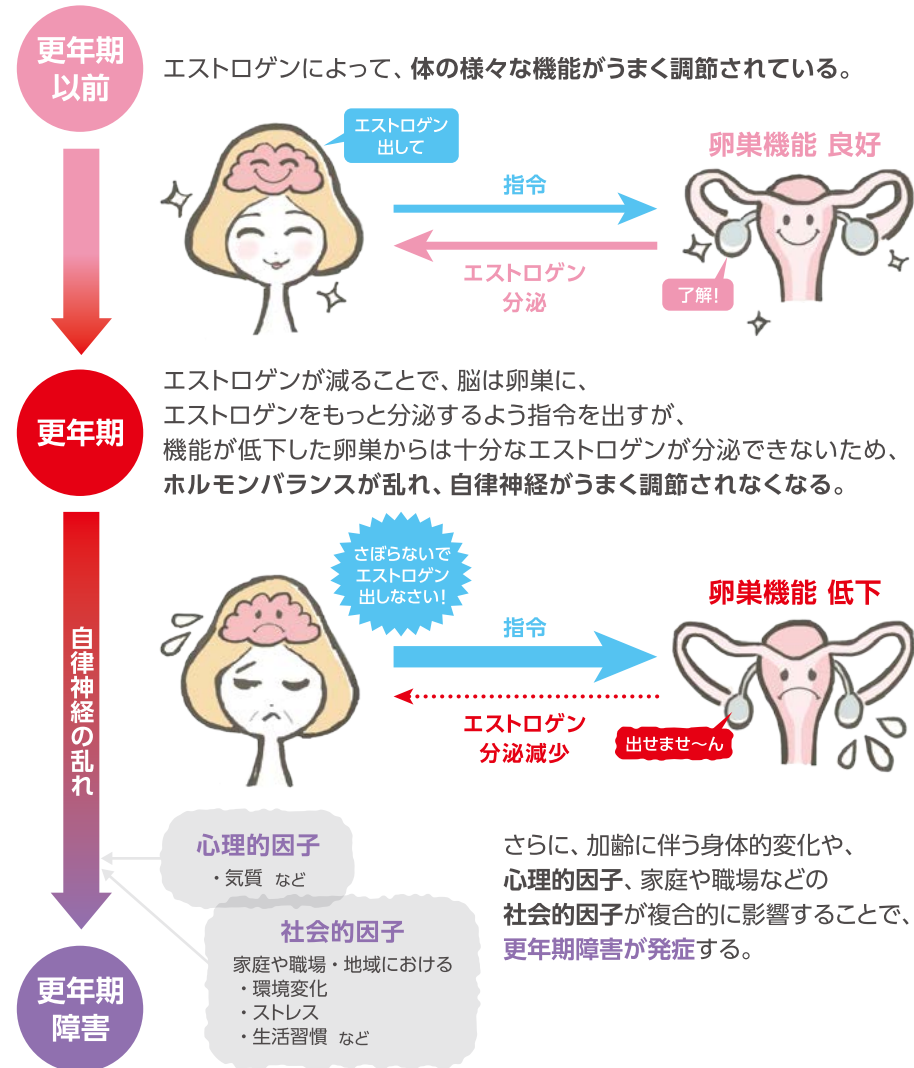 更年期
以前
エストロゲンによって、体の様々な機能がうまく調節されている。
エストロゲン
出して
卵巣機能 良好
指令
エストロゲン
分泌
了解!
更年期
エストロゲンが減ることで、脳は卵巣に、
エストロゲンをもっと分泌するよう指令を出すが、
機能が低下した卵巣からは十分なエストロゲンが分泌できないため、
ホルモンバランスが乱れ、自律神経がうまく調節されなくなる。
さぼらないで
エストロゲン
出しなさい!
卵巣機能 低下
指令
エストロゲン
分泌減少
出せませ〜ん
自律神経の乱れ
心理的因子
・気質 など
社会的因子
家庭や職場・地域における
・環境変化
・ストレス
・生活習慣 など
さらに、加齢に伴う身体的変化や、
心理的因子、家庭や職場などの
社会的因子が複合的に影響することで、
更年期障害が発症する。
更年期
障害